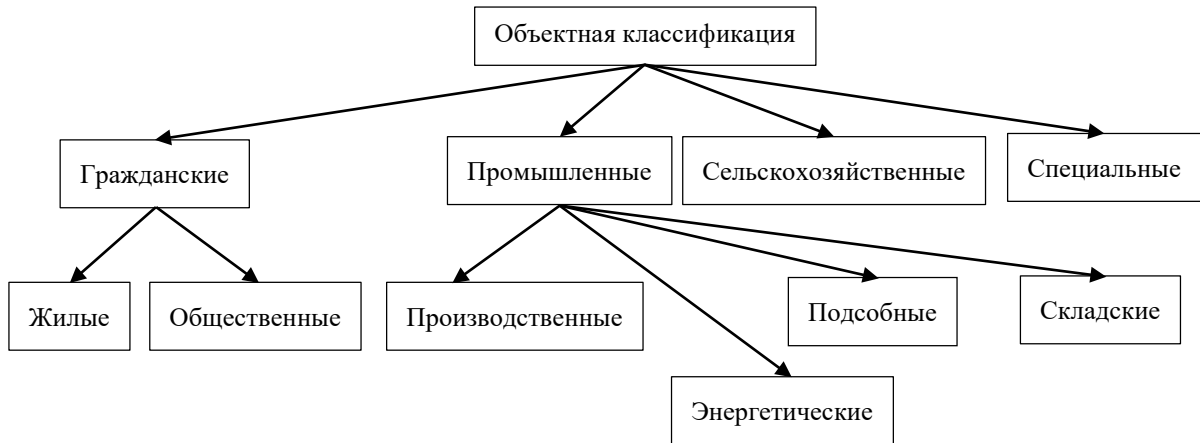 Объектная классификация
Гражданские
Промышленные
Сельскохозяйственные
Специальные
Жилые
Общественные
Производственные
Подсобные
Складские
Энергетические